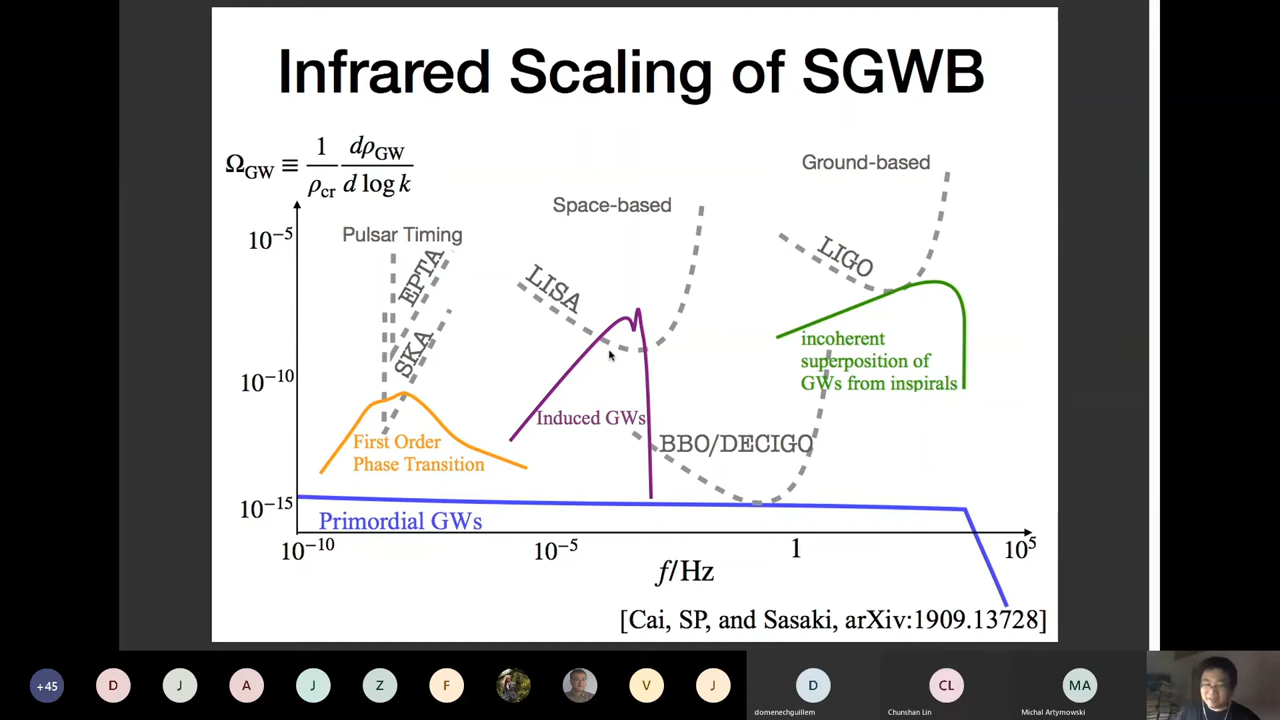 Infrared Scaling of SGWB
Ω_GW ≡ 1/ρ_cr dρ_GW/d log k
Ground-based
Space-based
Pulsar Timing
10⁻⁵
EPTA
LISA
LIGO
SKA
incoherent
superposition of
GWs from inspirals
10⁻¹⁰
Induced GWs
First Order
Phase Transition
BBO/DECIGO
10⁻¹⁵
Primordial GWs
10⁻¹⁰
10⁻⁵
1
10⁵
f/Hz
[Cai, SP, and Sasaki, arXiv:1909.13728]
+45
D
J
A
J
Z
F
V
J
D
CL
MA
domenechguillem
Chunshan Lin
Michal Artymowski